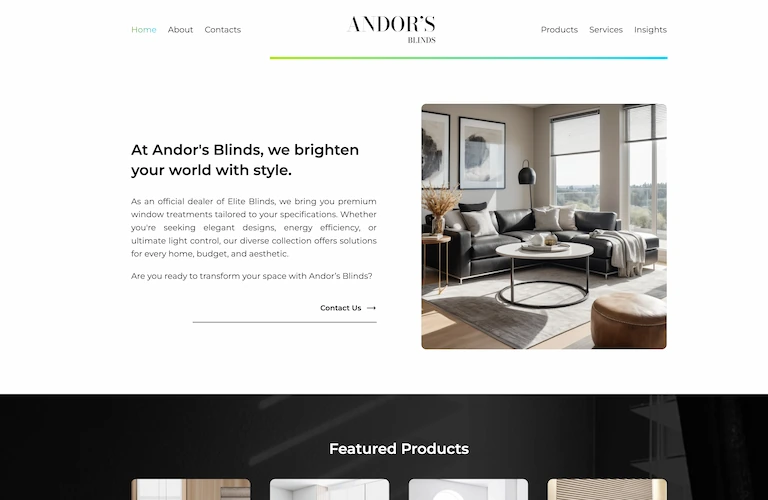 Home About Contacts
ANDOR'S
BLINDS
Products Services Insights
At Andor's Blinds, we brighten
your world with style.
As an official dealer of Elite Blinds, we bring you premium
window treatments tailored to your specifications. Whether
you're seeking elegant designs, energy efficiency, or
ultimate light control, our diverse collection offers solutions
for every home, budget, and aesthetic.
Are you ready to transform your space with Andor's Blinds?
Contact Us
Featured Products